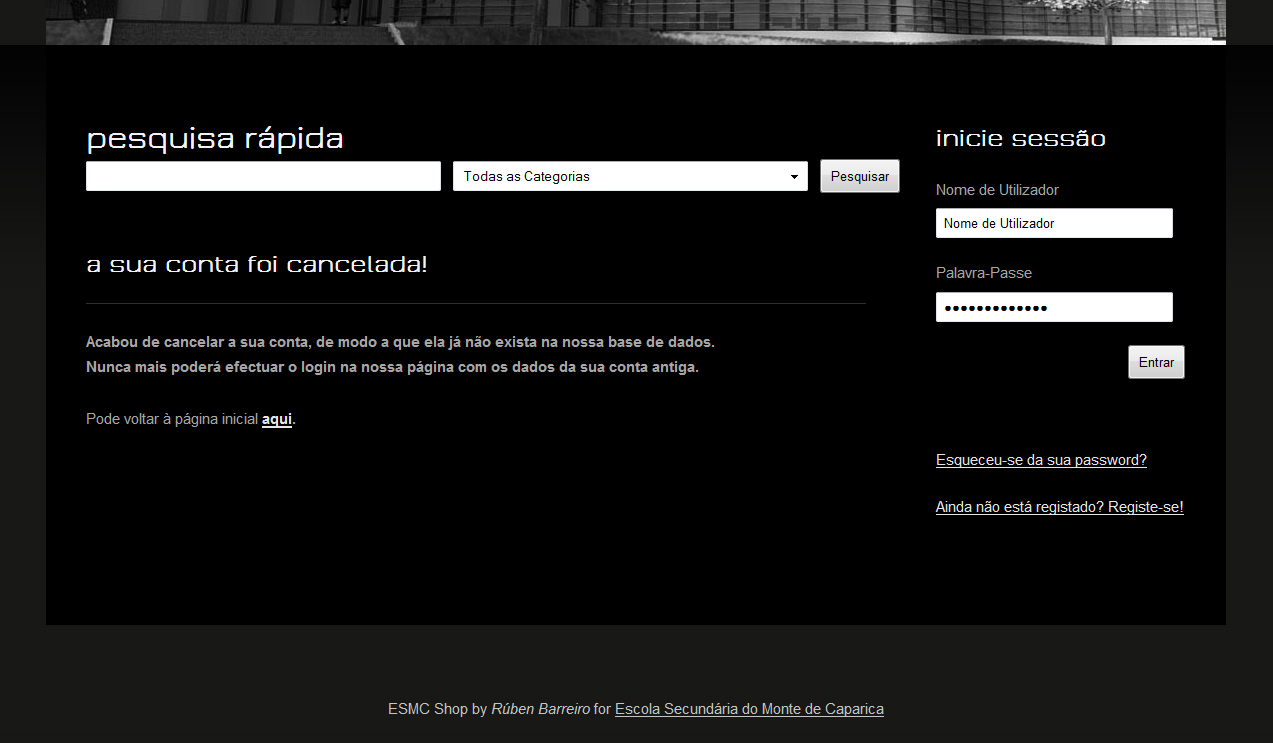 pesquisa rápida
Todas as Categorias
Pesquisar
a sua conta foi cancelada!
Acabou de cancelar a sua conta, de modo a que ela já não exista na nossa base de dados.
Nunca mais poderá efectuar o login na nossa página com os dados da sua conta antiga.
Pode voltar à página inicial aqui.
inicie sessão
Nome de Utilizador
Nome de Utilizador
Palavra-Passe
•••••••••••••
Entrar
Esqueceu-se da sua password?
Ainda não está registado? Registe-se!
ESMC Shop by Rúben Barreiro for Escola Secundária do Monte de Caparica